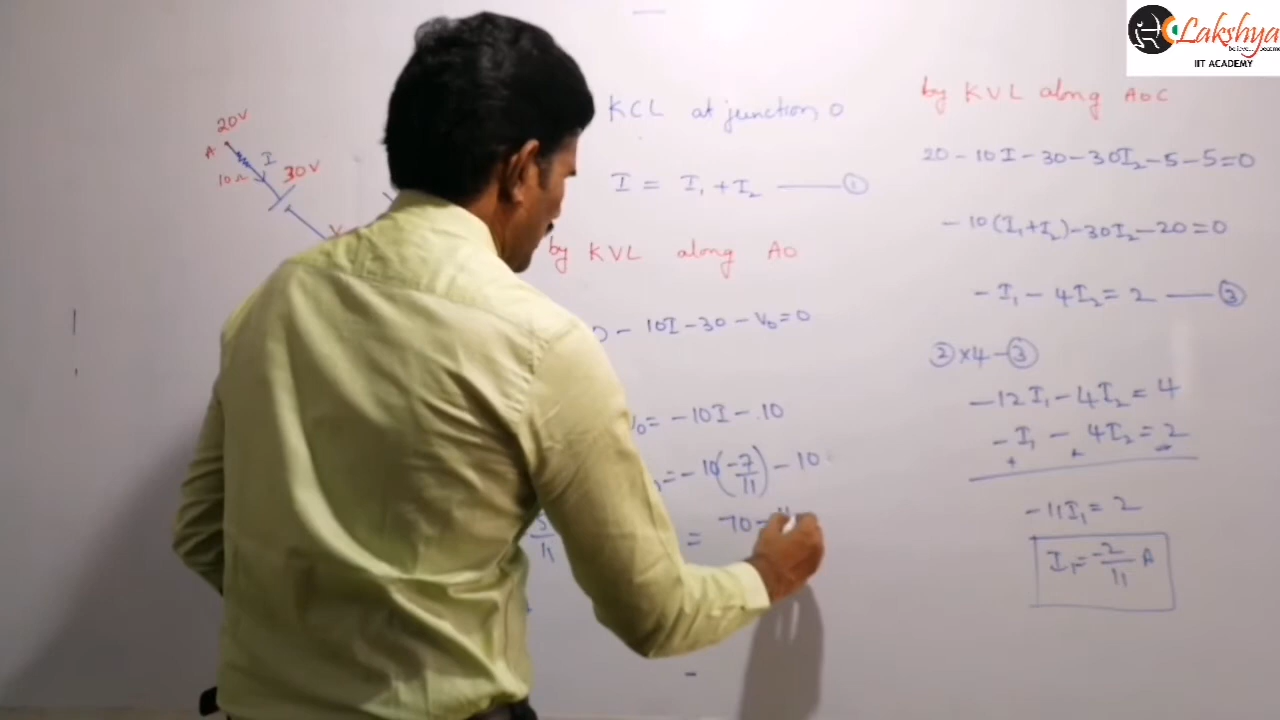 Lakshya
IIT ACADEMY
20V
A
I
10Ω
30V
V
KCL at junction O
I = I₁ + I₂ —— ①
by KVL along AO
0 - 10I - 30 - V₀ = 0
V₀ = -10I - 10
= -10(-7/11) - 10
= 70 -
by KVL along AOC
20 - 10I - 30 - 30I₂ - 5 - 5 = 0
- 10(I₁+I₂) - 30I₂ - 20 = 0
- I₁ - 4I₂ = 2 —— ③
② x4 - ③
-12I₁ - 4I₂ = 4
- I₁ - 4I₂ = 2
+ + -
-11I₁ = 2
I₁ = -2/11 A